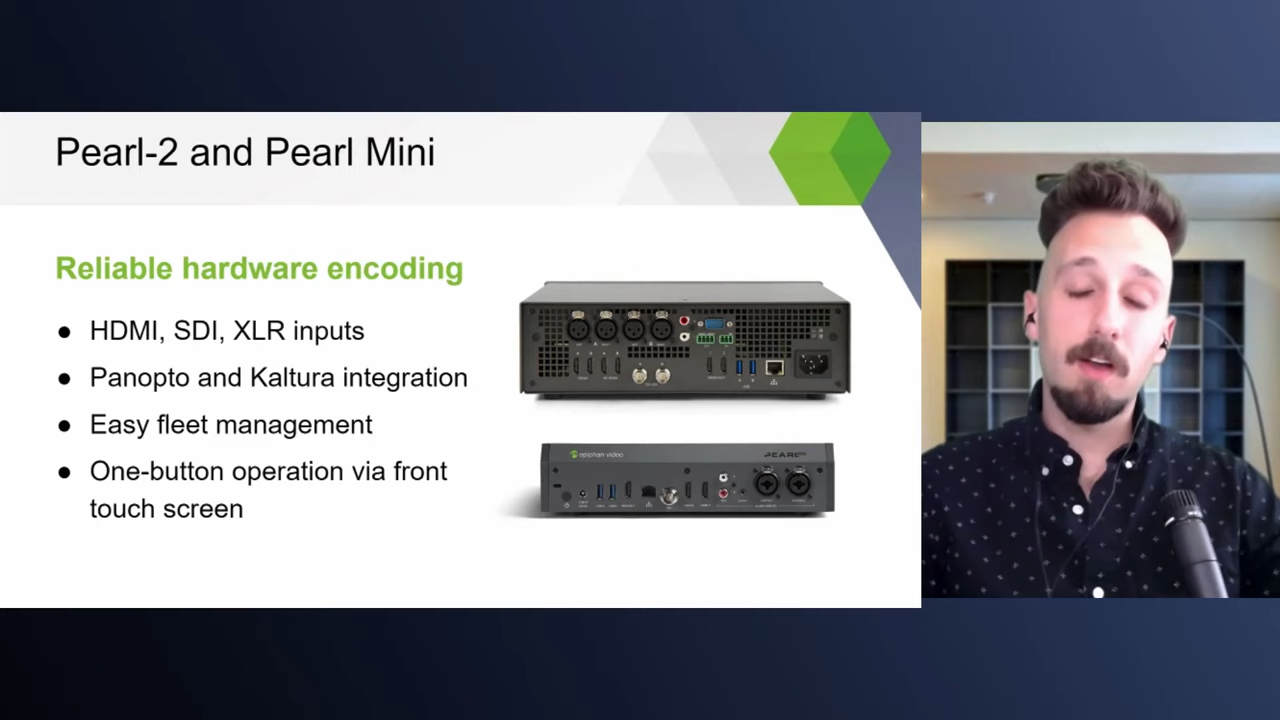 Pearl-2 and Pearl Mini
Reliable hardware encoding
● HDMI, SDI, XLR inputs
● Panopto and Kaltura integration
● Easy fleet management
● One-button operation via front
touch screen
epiphan video
PEARL